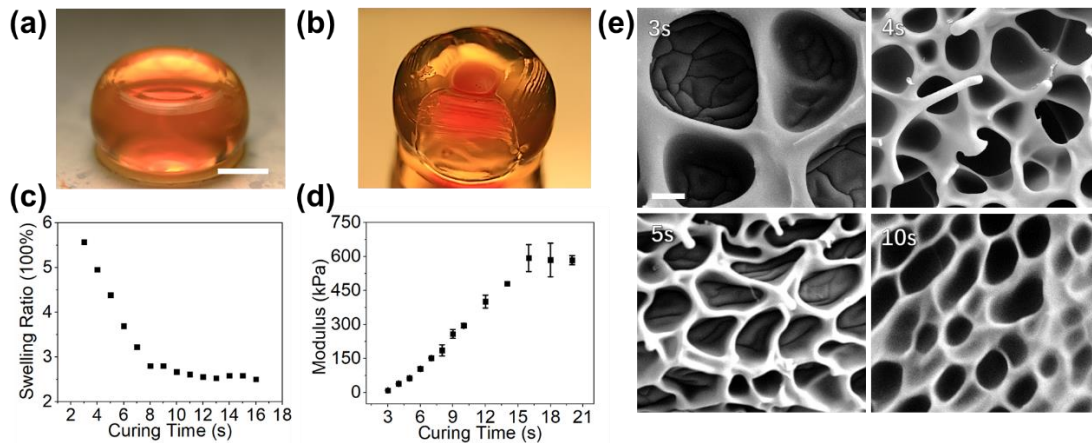 (a)
(b)
(c)
Swelling Ratio (100%)
6
5
4
3
2
2 4 6 8 10 12 14 16 18
Curing Time (s)
(d)
Modulus (kPa)
750
600
450
300
150
0
3 6 9 12 15 18 21
Curing Time (s)
(e)
3s
4s
5s
10s